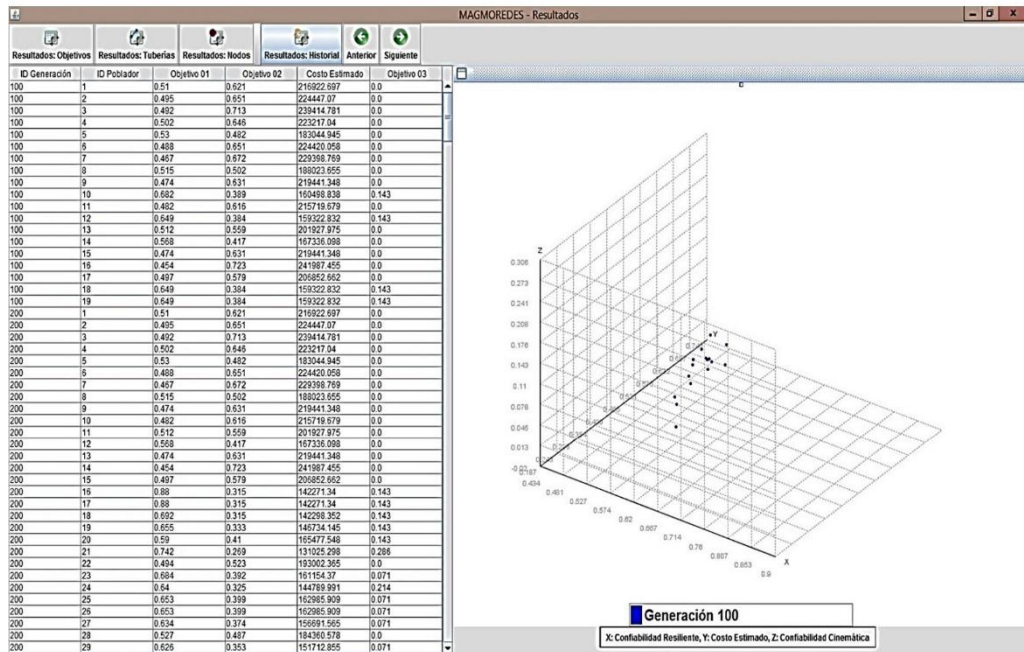 MAGMOREDES - Resultados
Resultados: Objetivos Resultados: Tuberías Resultados: Nodos Resultados: Historial Anterior Siguiente
ID Generación ID Poblador Objetivo 01 Objetivo 02 Costo Estimado Objetivo 03
100 1 0.51 0.621 216922.697 0.0
100 2 0.495 0.651 224447.07 0.0
100 3 0.492 0.713 239414.781 0.0
100 4 0.502 0.646 223217.04 0.0
100 5 0.53 0.482 183044.945 0.0
100 6 0.488 0.651 224420.058 0.0
100 7 0.467 0.672 229398.769 0.0
100 8 0.515 0.502 188023.655 0.0
100 9 0.474 0.631 219441.348 0.0
100 10 0.682 0.389 160498.838 0.143
100 11 0.482 0.616 215719.679 0.0
100 12 0.649 0.384 159322.832 0.143
100 13 0.512 0.559 201927.975 0.0
100 14 0.568 0.417 167336.098 0.0
100 15 0.474 0.631 219441.348 0.0
100 16 0.454 0.723 241987.455 0.0
100 17 0.497 0.579 206852.662 0.0
100 18 0.649 0.384 159322.832 0.143
100 19 0.649 0.384 159322.832 0.143
200 1 0.51 0.621 216922.697 0.0
200 2 0.495 0.651 224447.07 0.0
200 3 0.492 0.713 239414.781 0.0
200 4 0.502 0.646 223217.04 0.0
200 5 0.53 0.482 183044.945 0.0
200 6 0.488 0.651 224420.058 0.0
200 7 0.467 0.672 229398.769 0.0
200 8 0.515 0.502 188023.655 0.0
200 9 0.474 0.631 219441.348 0.0
200 10 0.482 0.616 215719.679 0.0
200 11 0.512 0.559 201927.975 0.0
200 12 0.568 0.417 167336.098 0.0
200 13 0.474 0.631 219441.348 0.0
200 14 0.454 0.723 241987.455 0.0
200 15 0.497 0.579 206852.662 0.0
200 16 0.88 0.315 142271.34 0.143
200 17 0.88 0.315 142271.34 0.143
200 18 0.692 0.315 142298.352 0.143
200 19 0.655 0.333 146734.145 0.143
200 20 0.59 0.41 165477.548 0.143
200 21 0.742 0.269 131025.298 0.286
200 22 0.494 0.523 193002.365 0.0
200 23 0.684 0.392 161154.37 0.071
200 24 0.64 0.325 144789.991 0.214
200 25 0.653 0.399 162985.909 0.071
200 26 0.653 0.399 162985.909 0.071
200 27 0.634 0.374 156691.565 0.071
200 28 0.527 0.487 184360.578 0.0
200 29 0.626 0.353 151712.855 0.071
Z
0.306
0.273
0.241
0.208
0.176
0.143
0.11
0.078
0.046
0.013
Y
0.434
0.481
0.527
0.574
0.62
0.667
0.714
0.76
0.807
0.853
0.9
X
Generación 100
X: Confiabilidad Resiliente, Y: Costo Estimado, Z: Confiabilidad Cinemática